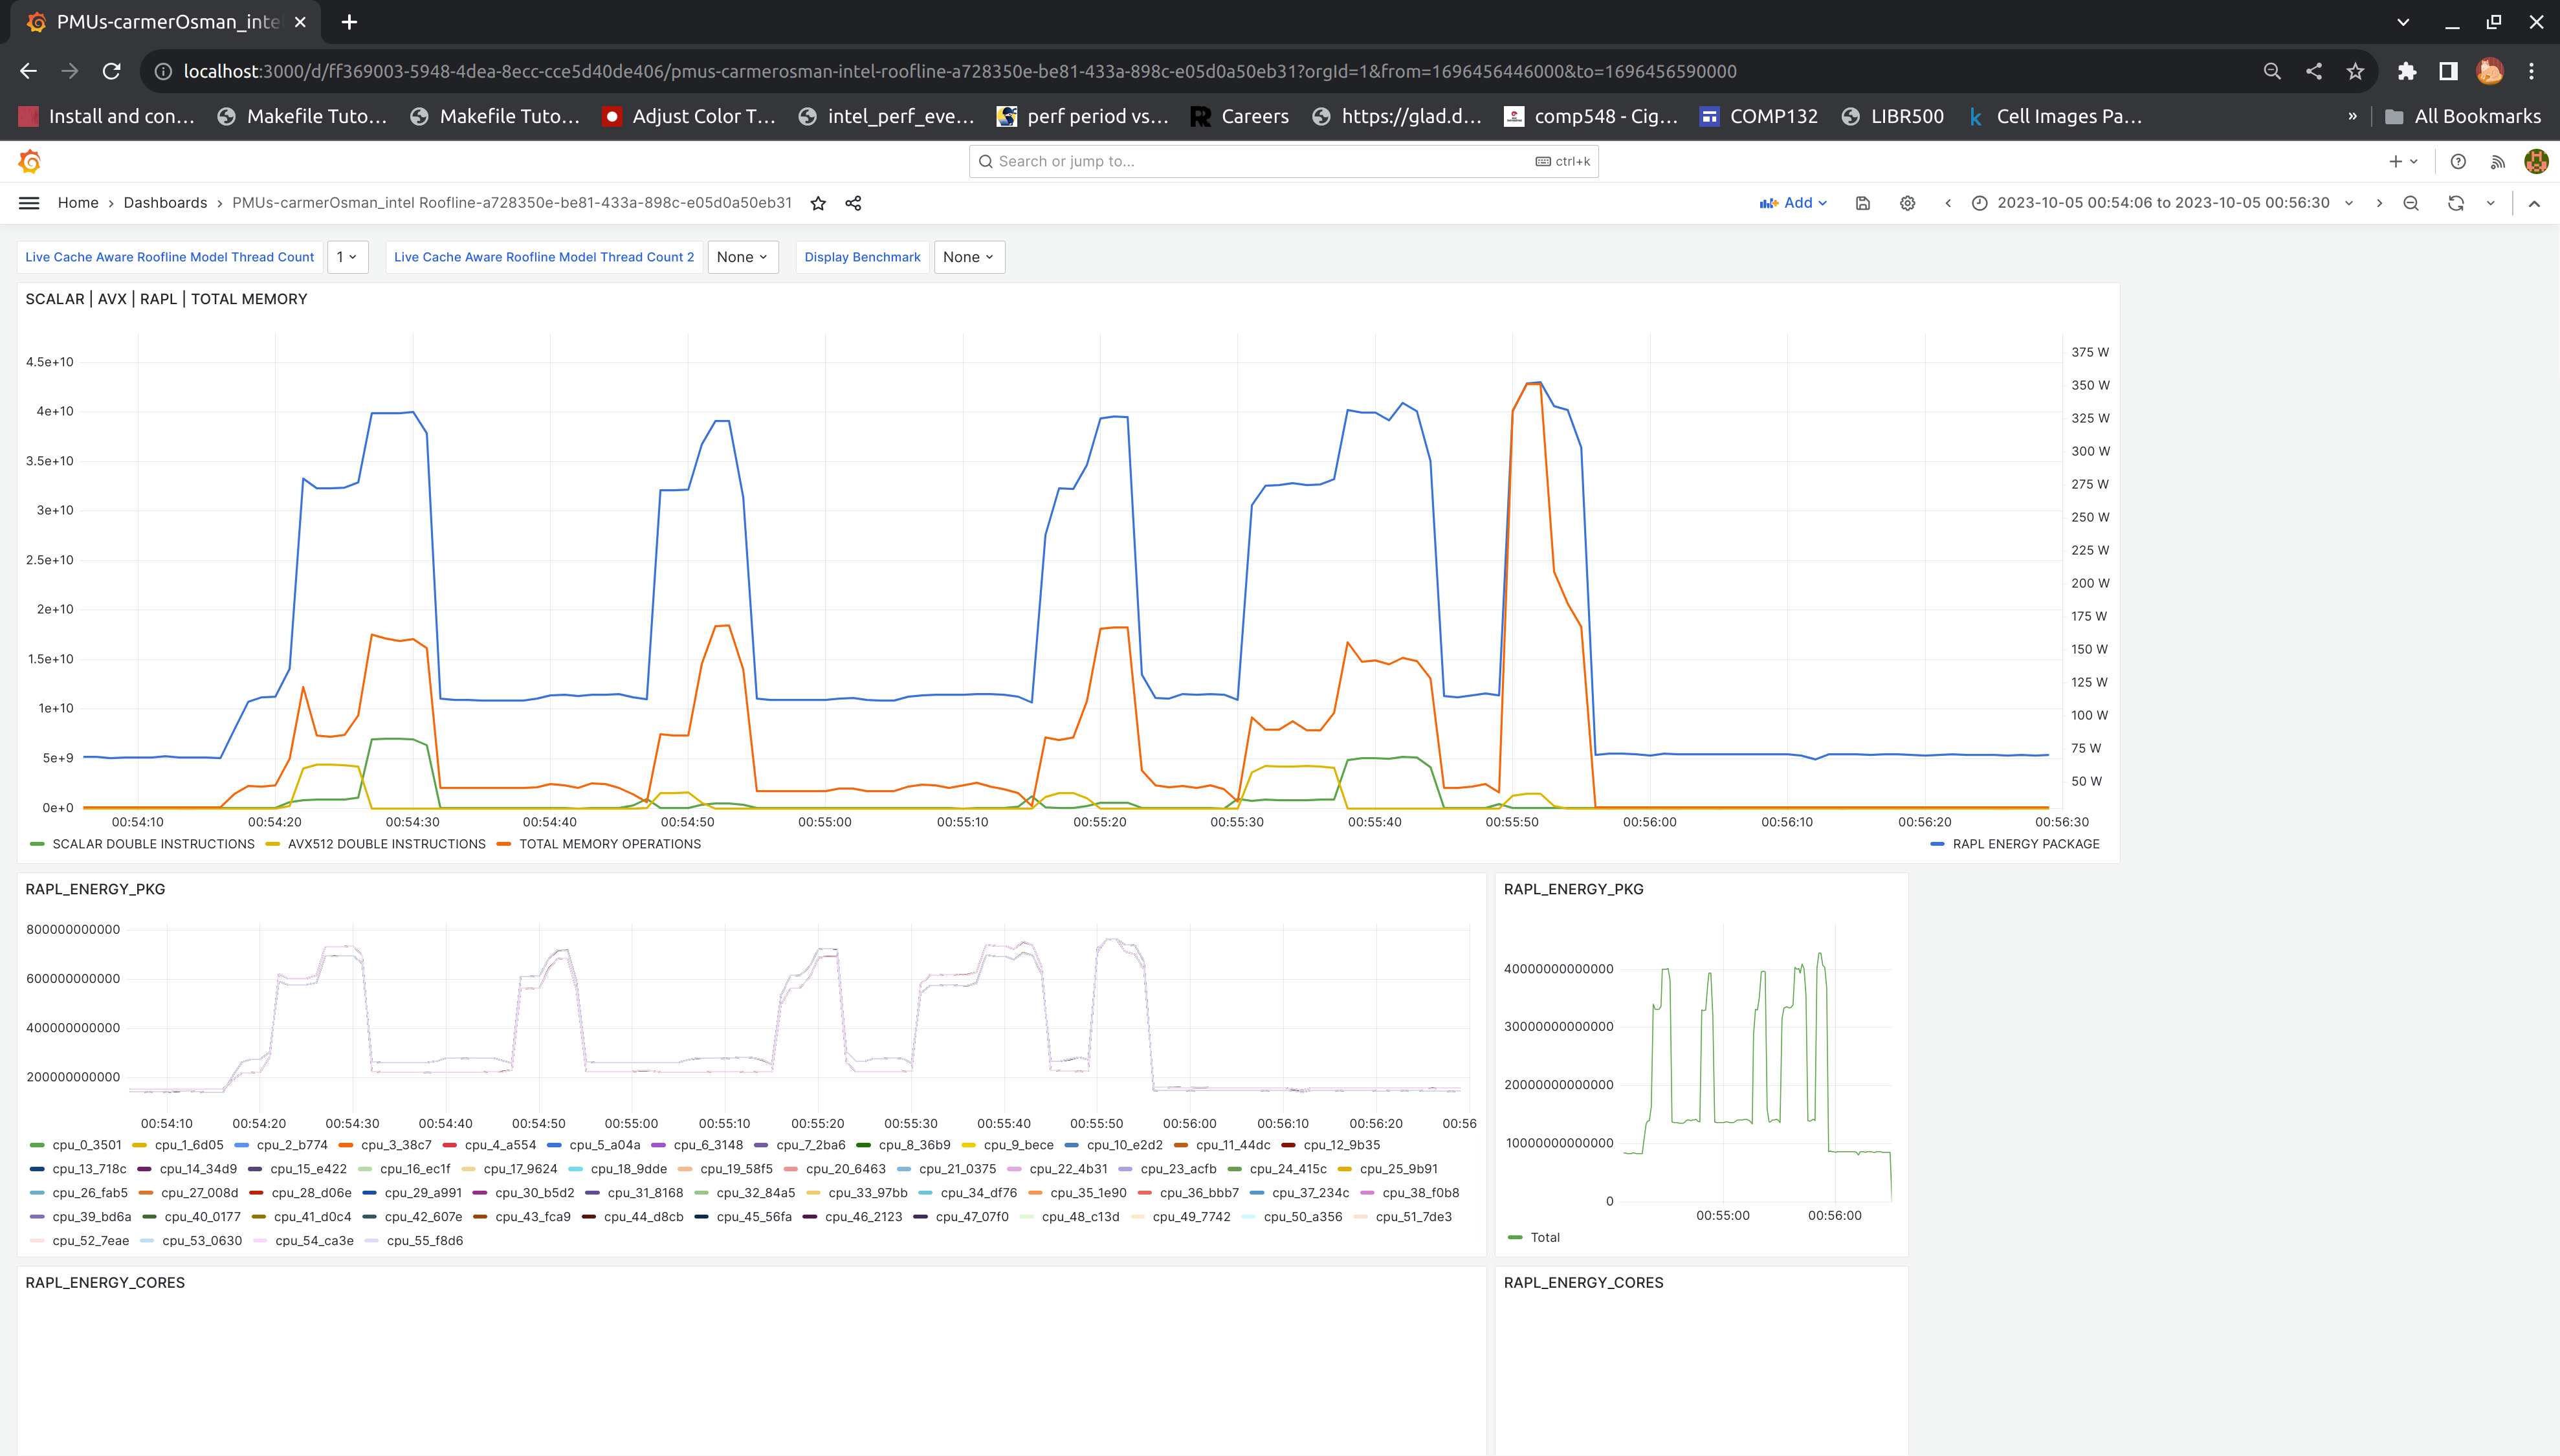 PMUs-carmerOsman_inte
localhost:3000/d/ff369003-5948-4dea-8ecc-cce5d40de406/pmus-carmerosman-intel-roofline-a728350e-be81-433a-898c-e05d0a50eb31?orgId=1&from=1696456446000&to=1696456590000
Install and con... Makefile Tuto... Makefile Tuto... Adjust Color T... intel_perf_eve... perf period vs... Careers https://glad.d... comp548 - Cig... COMP132 LIBR500 Cell Images Pa... » All Bookmarks
Search or jump to... ctrl+k
Home > Dashboards > PMUs-carmerOsman_intel Roofline-a728350e-be81-433a-898c-e05d0a50eb31 Add 2023-10-05 00:54:06 to 2023-10-05 00:56:30
Live Cache Aware Roofline Model Thread Count 1 Live Cache Aware Roofline Model Thread Count 2 None Display Benchmark None
SCALAR | AVX | RAPL | TOTAL MEMORY
4.5e+10
4e+10
3.5e+10
3e+10
2.5e+10
2e+10
1.5e+10
1e+10
5e+9
0e+0
375 W
350 W
325 W
300 W
275 W
250 W
225 W
200 W
175 W
150 W
125 W
100 W
75 W
50 W
00:54:10 00:54:20 00:54:30 00:54:40 00:54:50 00:55:00 00:55:10 00:55:20 00:55:30 00:55:40 00:55:50 00:56:00 00:56:10 00:56:20 00:56:30
SCALAR DOUBLE INSTRUCTIONS AVX512 DOUBLE INSTRUCTIONS TOTAL MEMORY OPERATIONS RAPL ENERGY PACKAGE
RAPL_ENERGY_PKG
800000000000
600000000000
400000000000
200000000000
00:54:10 00:54:20 00:54:30 00:54:40 00:54:50 00:55:00 00:55:10 00:55:20 00:55:30 00:55:40 00:55:50 00:56:00 00:56:10 00:56:20 00:56
cpu_0_3501 cpu_1_6d05 cpu_2_b774 cpu_3_38c7 cpu_4_a554 cpu_5_a04a cpu_6_3148 cpu_7_2ba6 cpu_8_36b9 cpu_9_bece cpu_10_e2d2 cpu_11_44dc cpu_12_9b35
cpu_13_718c cpu_14_34d9 cpu_15_e422 cpu_16_ec1f cpu_17_9624 cpu_18_9dde cpu_19_58f5 cpu_20_6463 cpu_21_0375 cpu_22_4b31 cpu_23_acfb cpu_24_415c cpu_25_9b91
cpu_26_fab5 cpu_27_008d cpu_28_d06e cpu_29_a991 cpu_30_b5d2 cpu_31_8168 cpu_32_84a5 cpu_33_97bb cpu_34_df76 cpu_35_1e90 cpu_36_bbb7 cpu_37_234c cpu_38_f0b8
cpu_39_bd6a cpu_40_0177 cpu_41_d0c4 cpu_42_607e cpu_43_fca9 cpu_44_d8cb cpu_45_56fa cpu_46_2123 cpu_47_07f0 cpu_48_c13d cpu_49_7742 cpu_50_a356 cpu_51_7de3
cpu_52_7eae cpu_53_0630 cpu_54_ca3e cpu_55_f8d6
RAPL_ENERGY_PKG
40000000000000
30000000000000
20000000000000
10000000000000
0
00:55:00 00:56:00
Total
RAPL_ENERGY_CORES
RAPL_ENERGY_CORES